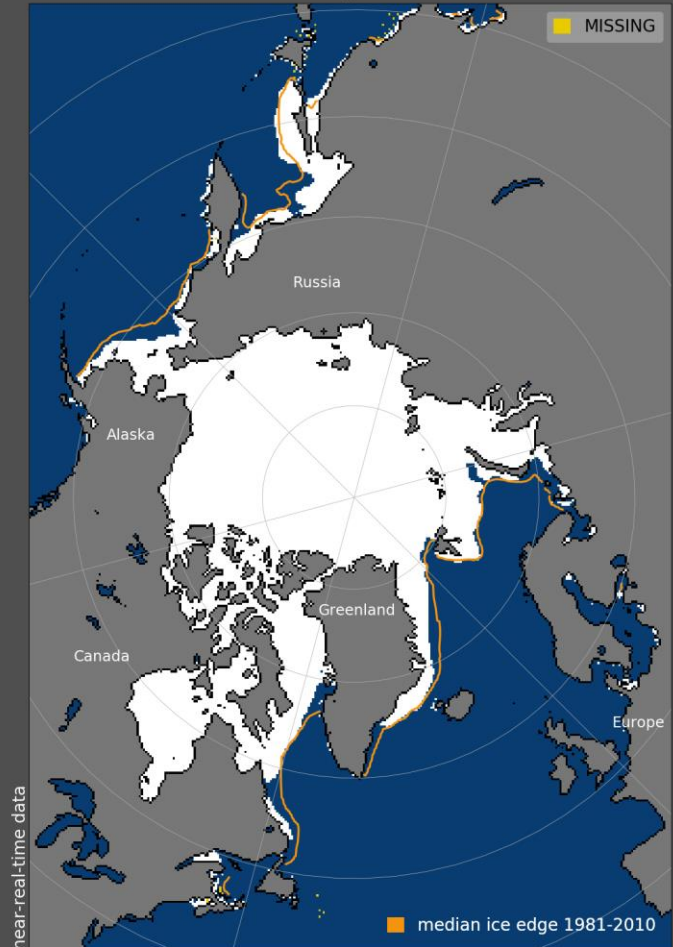 MISSING
Russia
Alaska
Greenland
Canada
Europe
near-real-time data
median ice edge 1981-2010